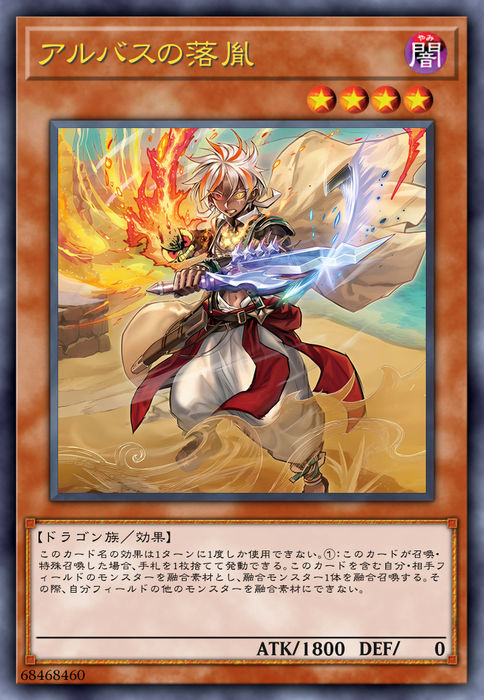 アルバスの落胤
やみ
闇
【ドラゴン族／効果】
このカード名の効果は1ターンに1度しか使用できない。①：このカードが召喚・
特殊召喚した場合、手札を1枚捨てて発動できる。このカードを含む自分・相手フ
ィールドのモンスターを融合素材とし、融合モンスター1体を融合召喚する。そ
の際、自分フィールドの他のモンスターを融合素材にできない。
ATK/1800 DEF/ 0
68468460